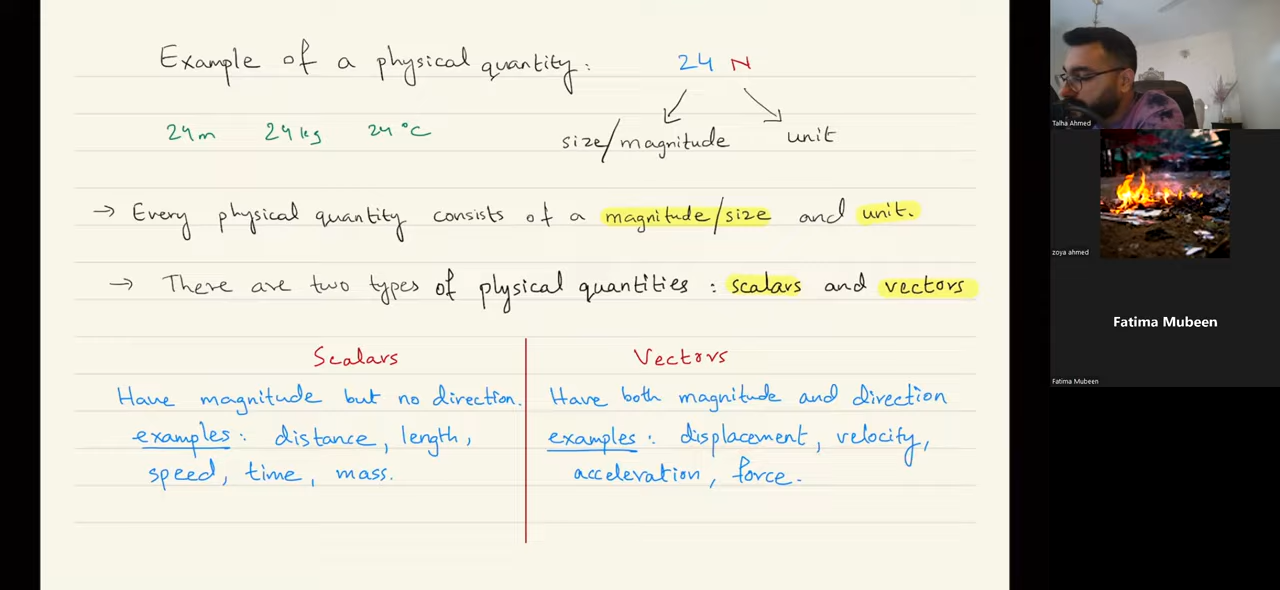 Example of a physical quantity: 24 N
24m 24kg 24°C
size/magnitude unit
→ Every physical quantity consists of a magnitude/size and unit.
→ There are two types of physical quantities: scalars and vectors
Scalars
Have magnitude but no direction.
examples: distance, length,
speed, time, mass.
Vectors
Have both magnitude and direction
examples: displacement, velocity,
acceleration, force.
Talha Ahmed
zoya ahmed
Fatima Mubeen
Fatima Mubeen